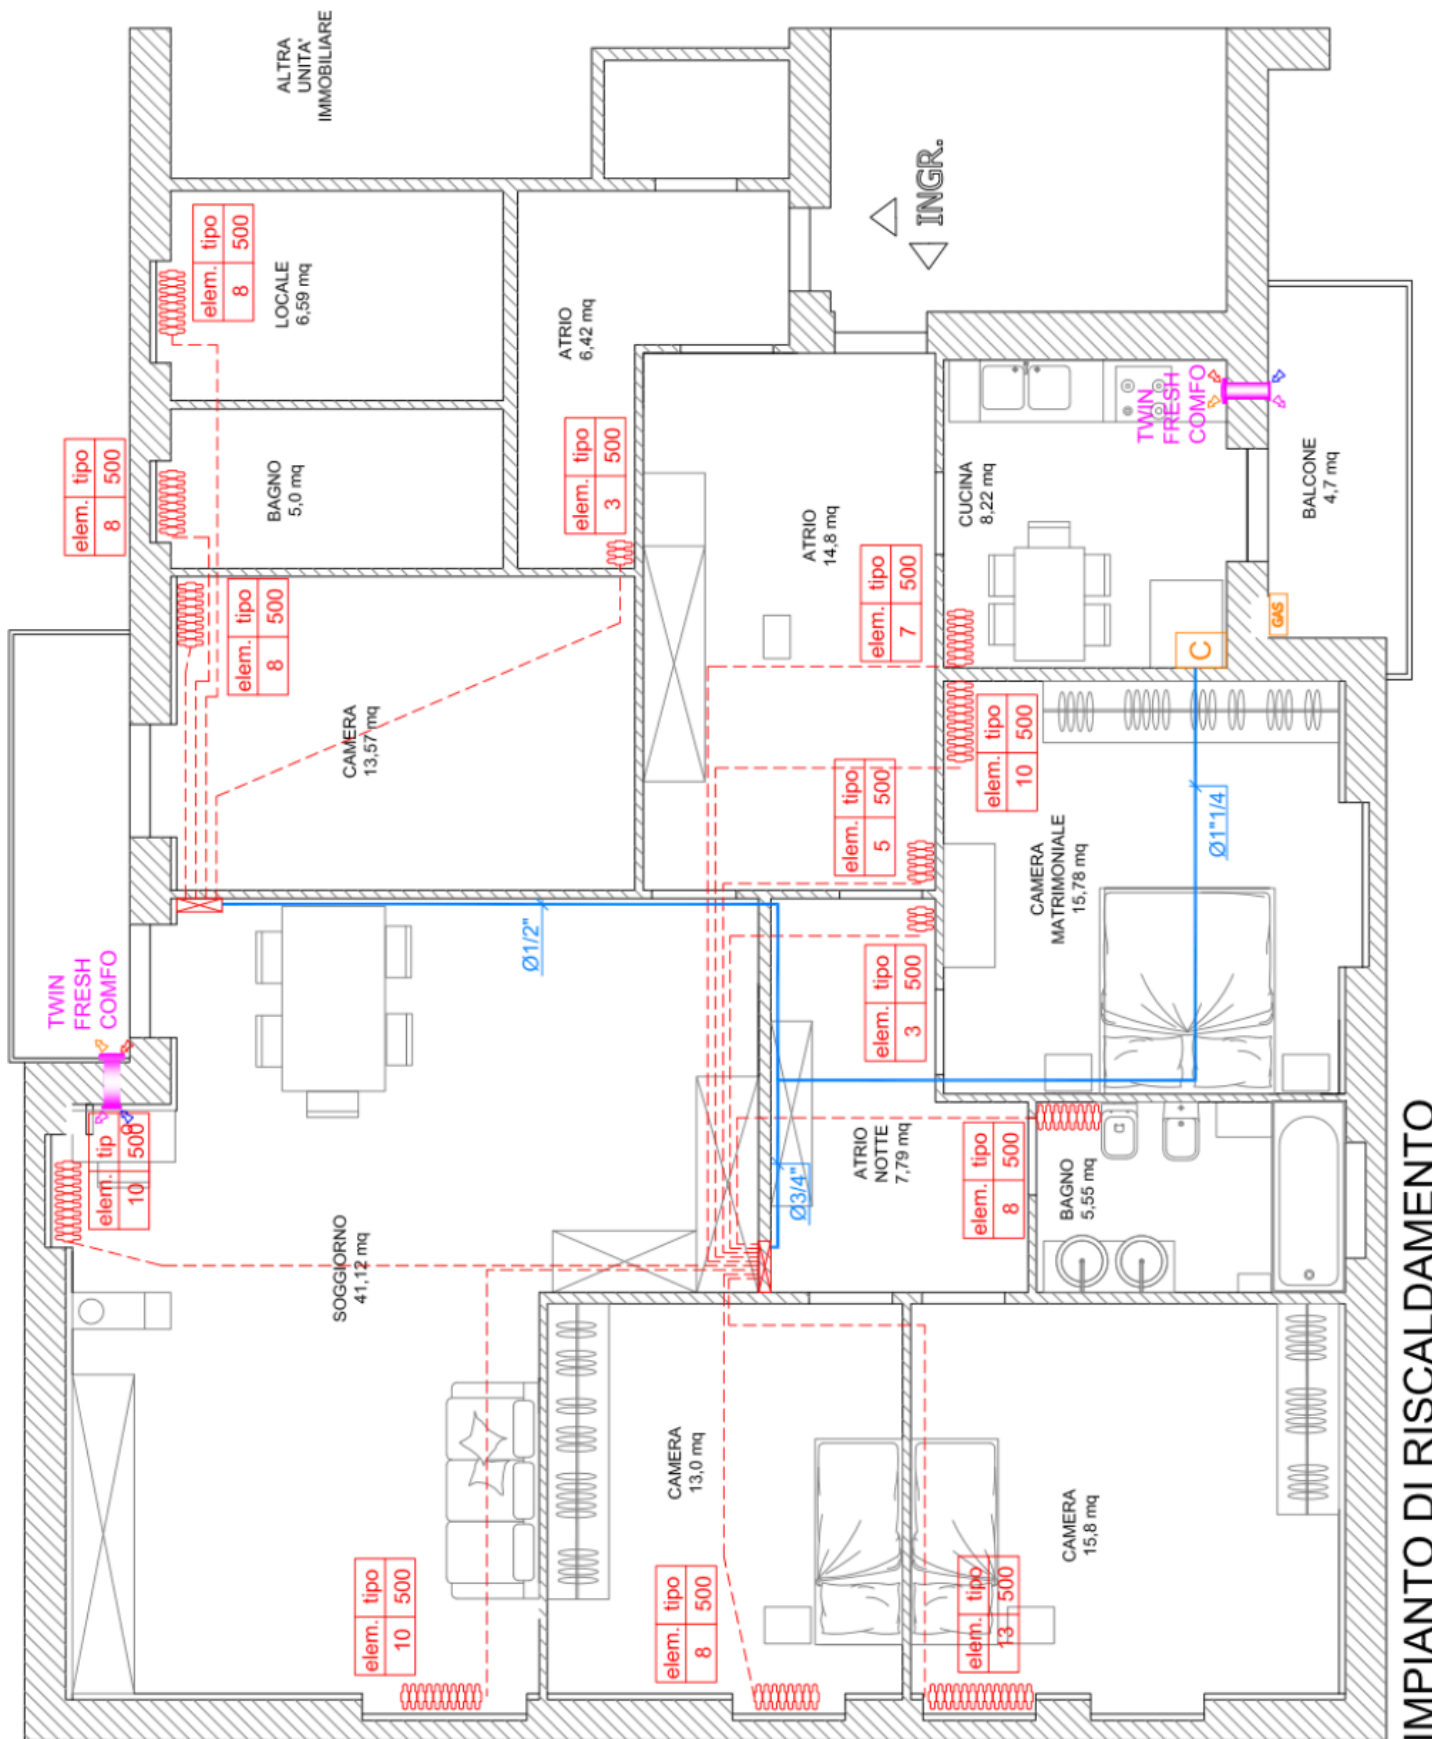 ALTRA
UNITA'
IMMOBILIARE
elem. tipo
8 500
LOCALE
6,59 mq
INGR.
ATRIO
6,42 mq
elem. tipo
8 500
BAGNO
5,0 mq
elem. tipo
3 500
TWIN
FRESH
COMFO
CUCINA
8,22 mq
BALCONE
4,7 mq
ATRIO
14,8 mq
elem. tipo
7 500
elem. tipo
8 500
GAS
C
CAMERA
13,57 mq
elem. tipo
10 500
elem. tipo
5 500
CAMERA
MATRIMONIALE
15,78 mq
Ø1"1/4
TWIN
FRESH
COMFO
Ø1/2"
elem. tipo
3 500
elem. tipo
10 500
Ø3/4"
ATRIO
NOTTE
7,79 mq
elem. tipo
8 500
BAGNO
5,55 mq
SOGGIORNO
41,12 mq
CAMERA
13,0 mq
CAMERA
15,8 mq
elem. tipo
10 500
elem. tipo
8 500
elem. tipo
13 500
IMPIANTO DI RISCALDAMENTO